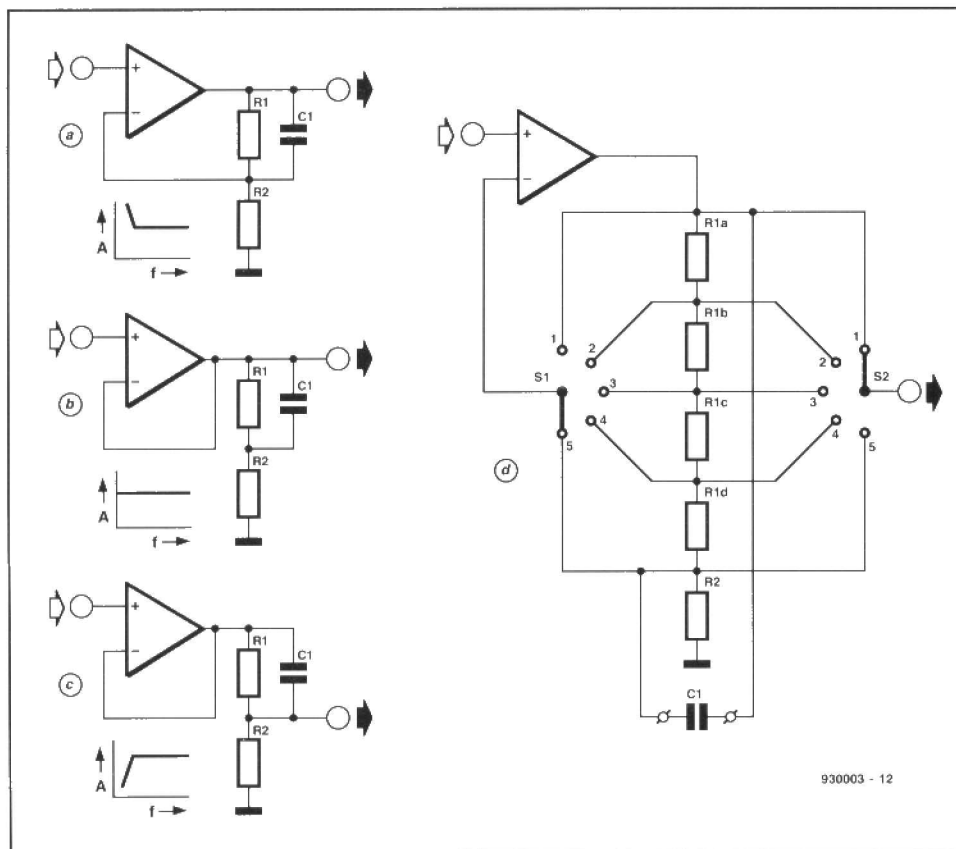 +
−
R1
C1
R2
a
A
f
+
−
R1
C1
R2
b
A
f
+
−
R1
C1
R2
c
A
f
+
−
R1a
R1b
R1c
R1d
R2
1
2
S1
3
4
5
1
2
S2
3
4
5
d
C1
930003 - 12